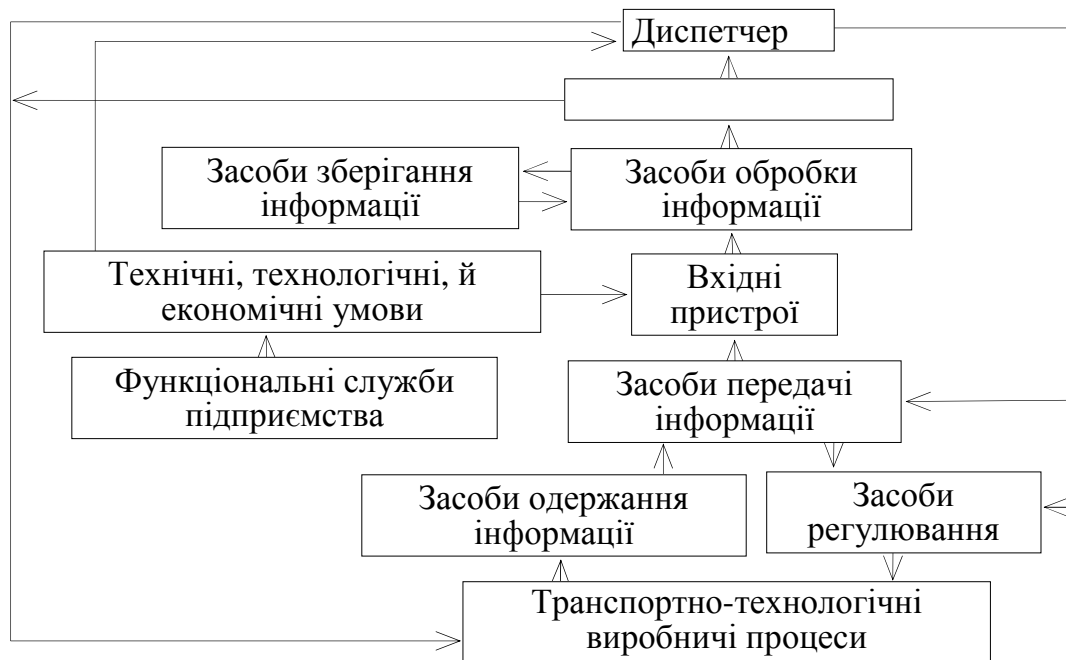 Диспетчер
Засоби зберігання
інформації
Засоби обробки
інформації
Технічні, технологічні, й
економічні умови
Вхідні
пристрої
Функціональні служби
підприємства
Засоби передачі
інформації
Засоби одержання
інформації
Засоби
регулювання
Транспортно-технологічні
виробничі процеси